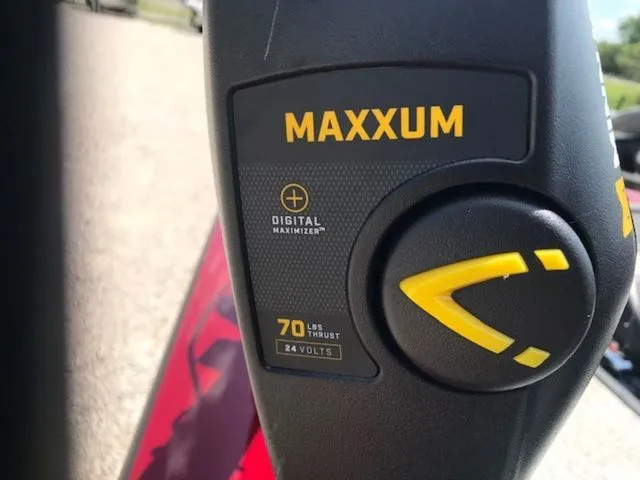 MAXXUM
DIGITAL
MAXIMIZER™
70 LBS
THRUST
24 VOLTS